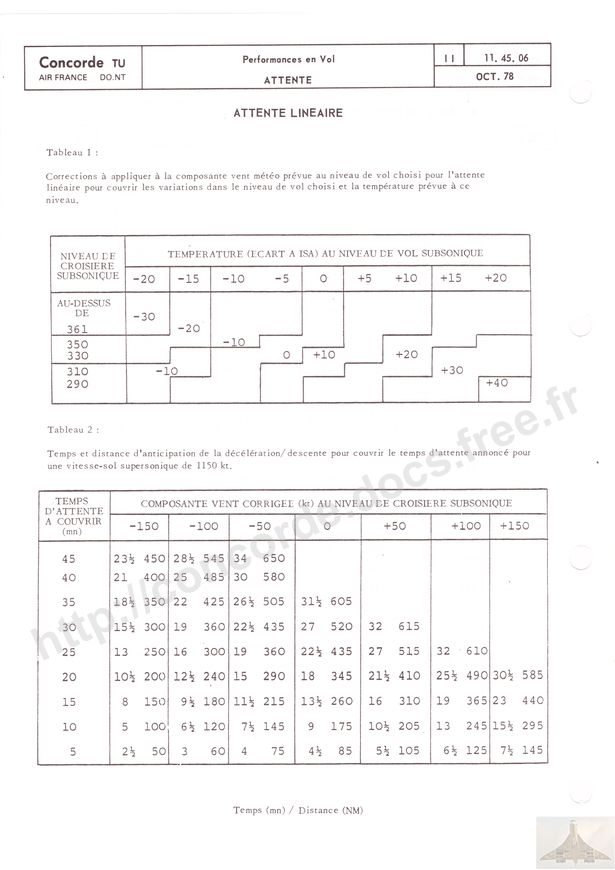 Concorde TU
AIR FRANCE DO.NT
Performances en Vol
ATTENTE
11
11.45.06
OCT. 78
ATTENTE LINEAIRE
Tableau 1 :
Corrections à appliquer à la composante vent météo prévue au niveau de vol choisi pour l'attente
linéaire pour couvrir les variations dans le niveau de vol choisi et la température prévue à ce
niveau.
NIVEAU DE
CROISIERE
SUBSONIQUE
TEMPERATURE (ECART A ISA) AU NIVEAU DE VOL SUBSONIQUE
-20 -15 -10 -5 0 +5 +10 +15 +20
AU-DESSUS
DE
361
-30
-20
350 -10
330 0 +10 +20
310 -10 +30
290 +40
Tableau 2 :
Temps et distance d'anticipation de la décélération/descente pour couvrir le temps d'attente annoncé pour
une vitesse-sol supersonique de 1150 kt.
TEMPS
D'ATTENTE
A COUVRIR
(mn)
COMPOSANTE VENT CORRIGEE (kt) AU NIVEAU DE CROISIERE SUBSONIQUE
-150 -100 -50 0 +50 +100 +150
45 23½ 450 28½ 545 34 650
40 21 400 25 485 30 580
35 18½ 350 22 425 26½ 505 31½ 605
30 15½ 300 19 360 22½ 435 27 520 32 615
25 13 250 16 300 19 360 22½ 435 27 515 32 610
20 10½ 200 12½ 240 15 290 18 345 21½ 410 25½ 490 30½ 585
15 8 150 9½ 180 11½ 215 13½ 260 16 310 19 365 23 440
10 5 100 6½ 120 7½ 145 9 175 10½ 205 13 245 15½ 295
5 2½ 50 3 60 4 75 4½ 85 5½ 105 6½ 125 7½ 145
Temps (mn) / Distance (NM)
http://concorde.docs.free.fr